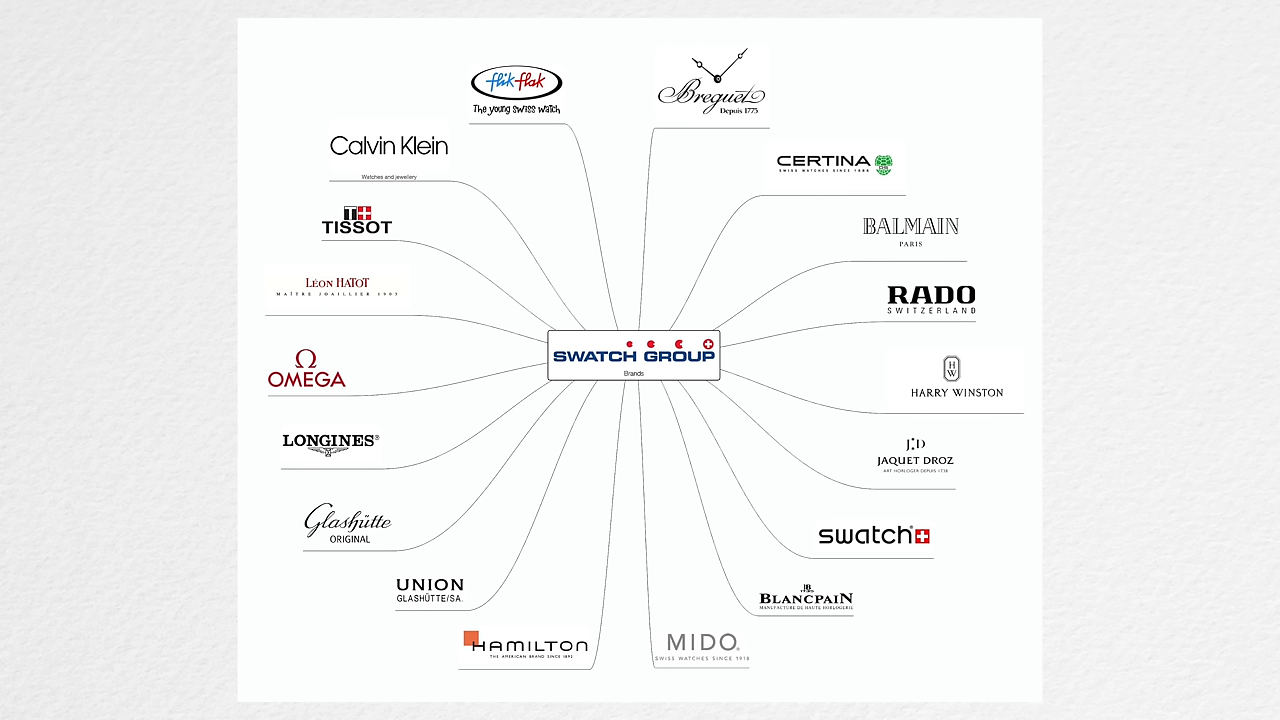 flik flak
The young swiss watch
Breguet
Depuis 1775
Calvin Klein
Watches and jewellery
CERTINA
SWISS WATCHES SINCE 1888
TISSOT
BALMAIN
PARIS
LÉON HATOT
MAÎTRE JOAILLIER 1905
RADO
SWITZERLAND
SWATCH GROUP
Brands
Ω
OMEGA
HW
HARRY WINSTON
LONGINES®
JD
JAQUET DROZ
ART HORLOGER DEPUIS 1738
Glashütte
ORIGINAL
swatch
UNION
GLASHÜTTE/SA.
JB
BLANCPAIN
MANUFACTURE DE HAUTE HORLOGERIE
HAMILTON
THE AMERICAN BRAND SINCE 1892
MIDO®
SWISS WATCHES SINCE 1918